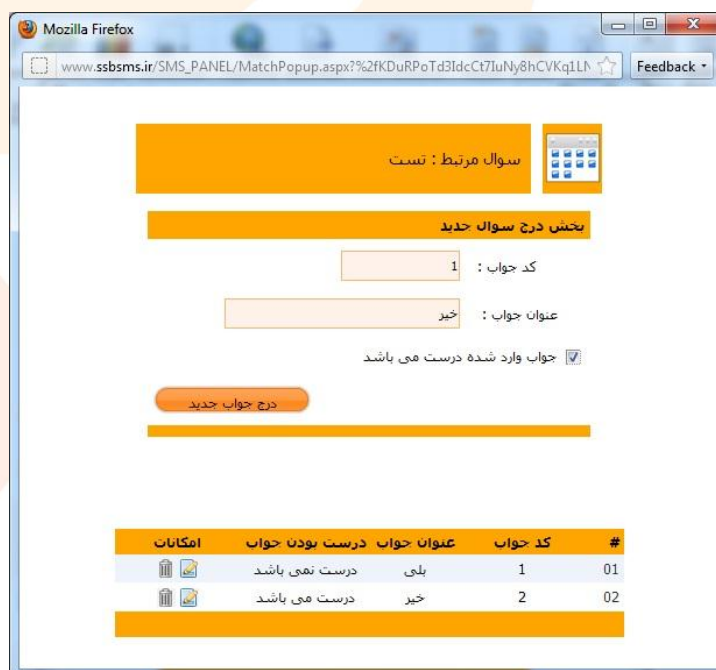 Mozilla Firefox
www.ssbsms.ir/SMS_PANEL/MatchPopup.aspx?%2fKDuRPoTd3IdcCt7IuNy8hCVKq1LN
Feedback
سوال مرتبط : تست
بخش درج سوال جدید
کد جواب : 1
عنوان جواب : خیر
جواب وارد شده درست می باشد
درج جواب جدید
# کد جواب عنوان جواب درست بودن جواب امکانات
01 1 بلی درست نمی باشد
02 2 خیر درست می باشد